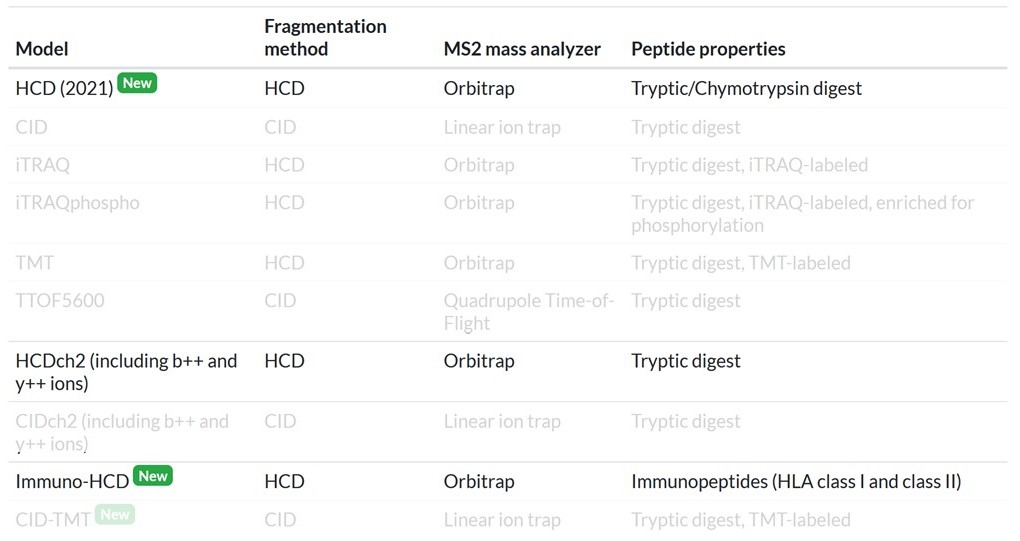 Model Fragmentation method MS2 mass analyzer Peptide properties
HCD (2021) New HCD Orbitrap Tryptic/Chymotrypsin digest
CID CID Linear ion trap Tryptic digest
iTRAQ HCD Orbitrap Tryptic digest, iTRAQ-labeled
iTRAQphospho HCD Orbitrap Tryptic digest, iTRAQ-labeled, enriched for
phosphorylation
TMT HCD Orbitrap Tryptic digest, TMT-labeled
TTOF5600 CID Quadrupole Time-of- Tryptic digest
Flight
HCDch2 (including b++ and HCD Orbitrap Tryptic digest
y++ ions)
CIDch2 (including b++ and CID Linear ion trap Tryptic digest
y++ ions)
Immuno-HCD New HCD Orbitrap Immunopeptides (HLA class I and class II)
CID-TMT New CID Linear ion trap Tryptic digest, TMT-labeled